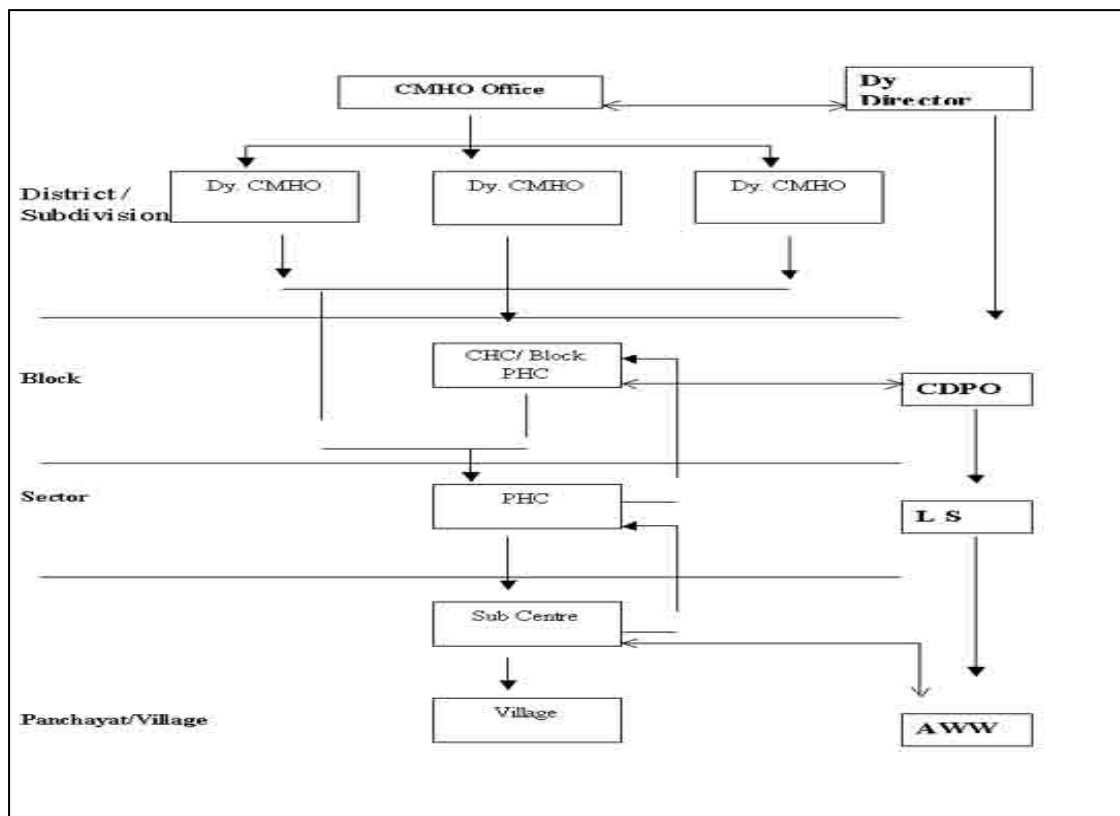 CMHO Office
Dy
Director
District /
Subdivision
Dy. CMHO
Dy. CMHO
Dy. CMHO
Block
CHC/ Block
PHC
CDPO
Sector
PHC
L S
Sub Centre
Panchayat/Village
Village
AWW